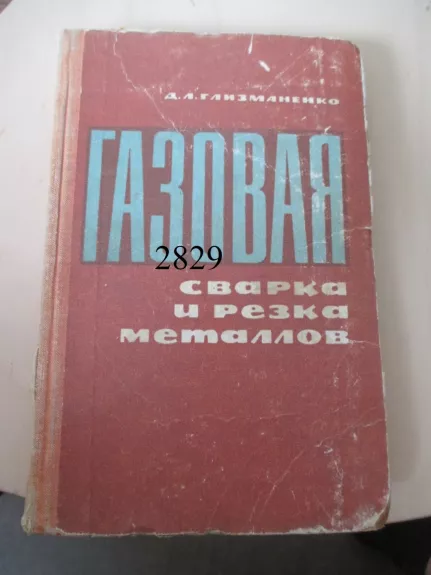 Д.Л.ГЛИЗМАНЕНКО
ГАЗОВАЯ
2829
сварка
и резка
металлов